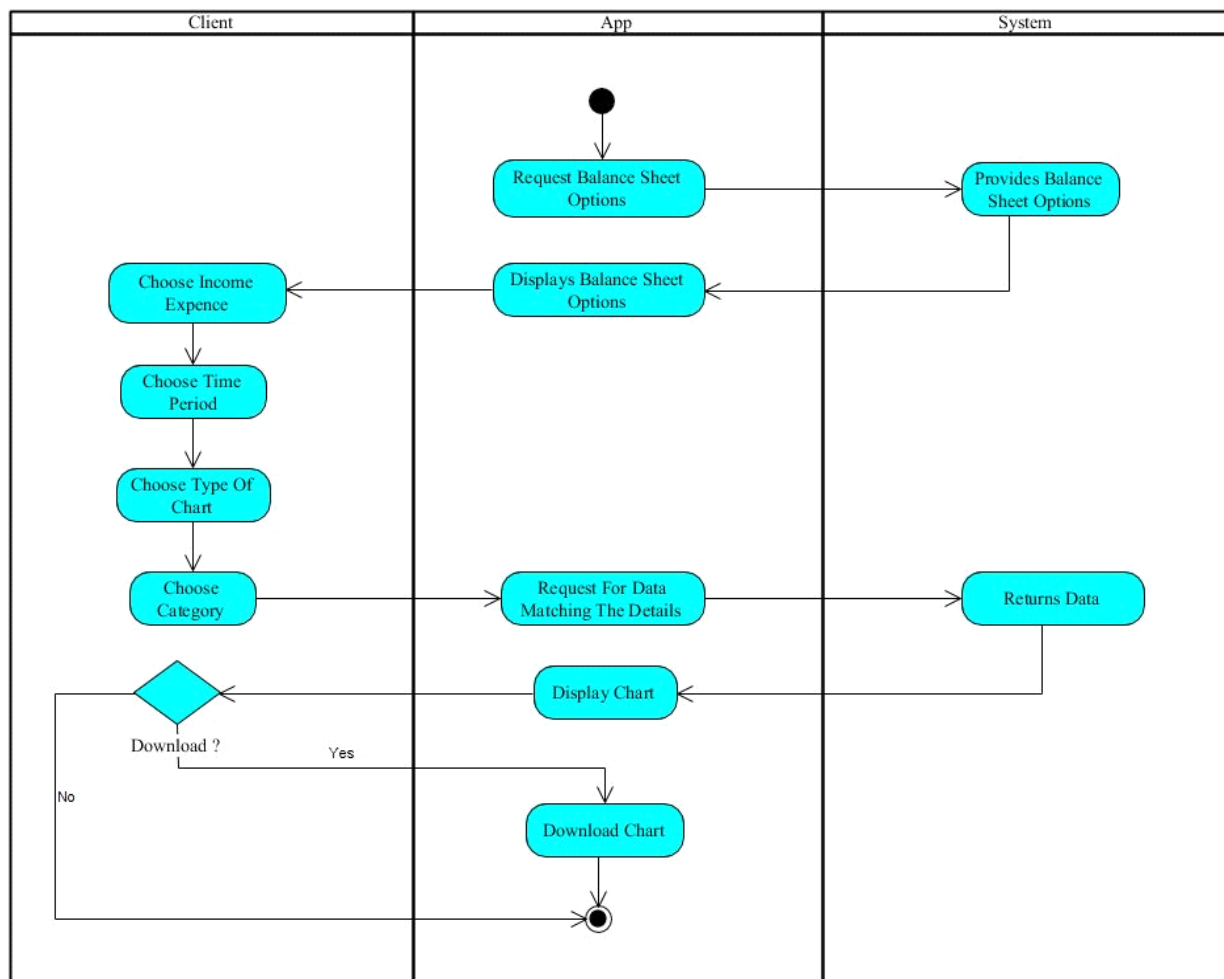 Client
App
System
Request Balance Sheet
Options
Provides Balance
Sheet Options
Choose Income
Expence
Displays Balance Sheet
Options
Choose Time
Period
Choose Type Of
Chart
Choose
Category
Request For Data
Matching The Details
Returns Data
Display Chart
Download ?
Yes
No
Download Chart